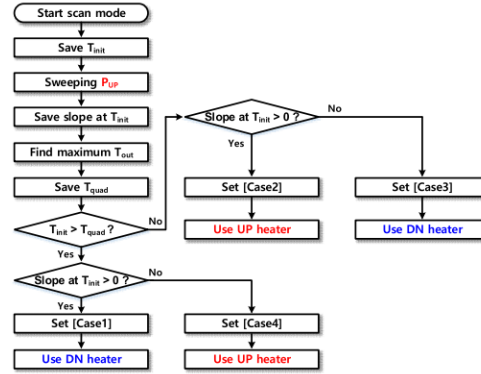 Start scan mode
Save Tinit
Sweeping PUP
Save slope at Tinit
Find maximum Tout
Save Tquad
Tinit > Tquad ?
No
Yes
Slope at Tinit > 0 ?
No
Yes
Set [Case1]
Use DN heater
Set [Case4]
Use UP heater
Slope at Tinit > 0 ?
No
Yes
Set [Case2]
Use UP heater
Set [Case3]
Use DN heater